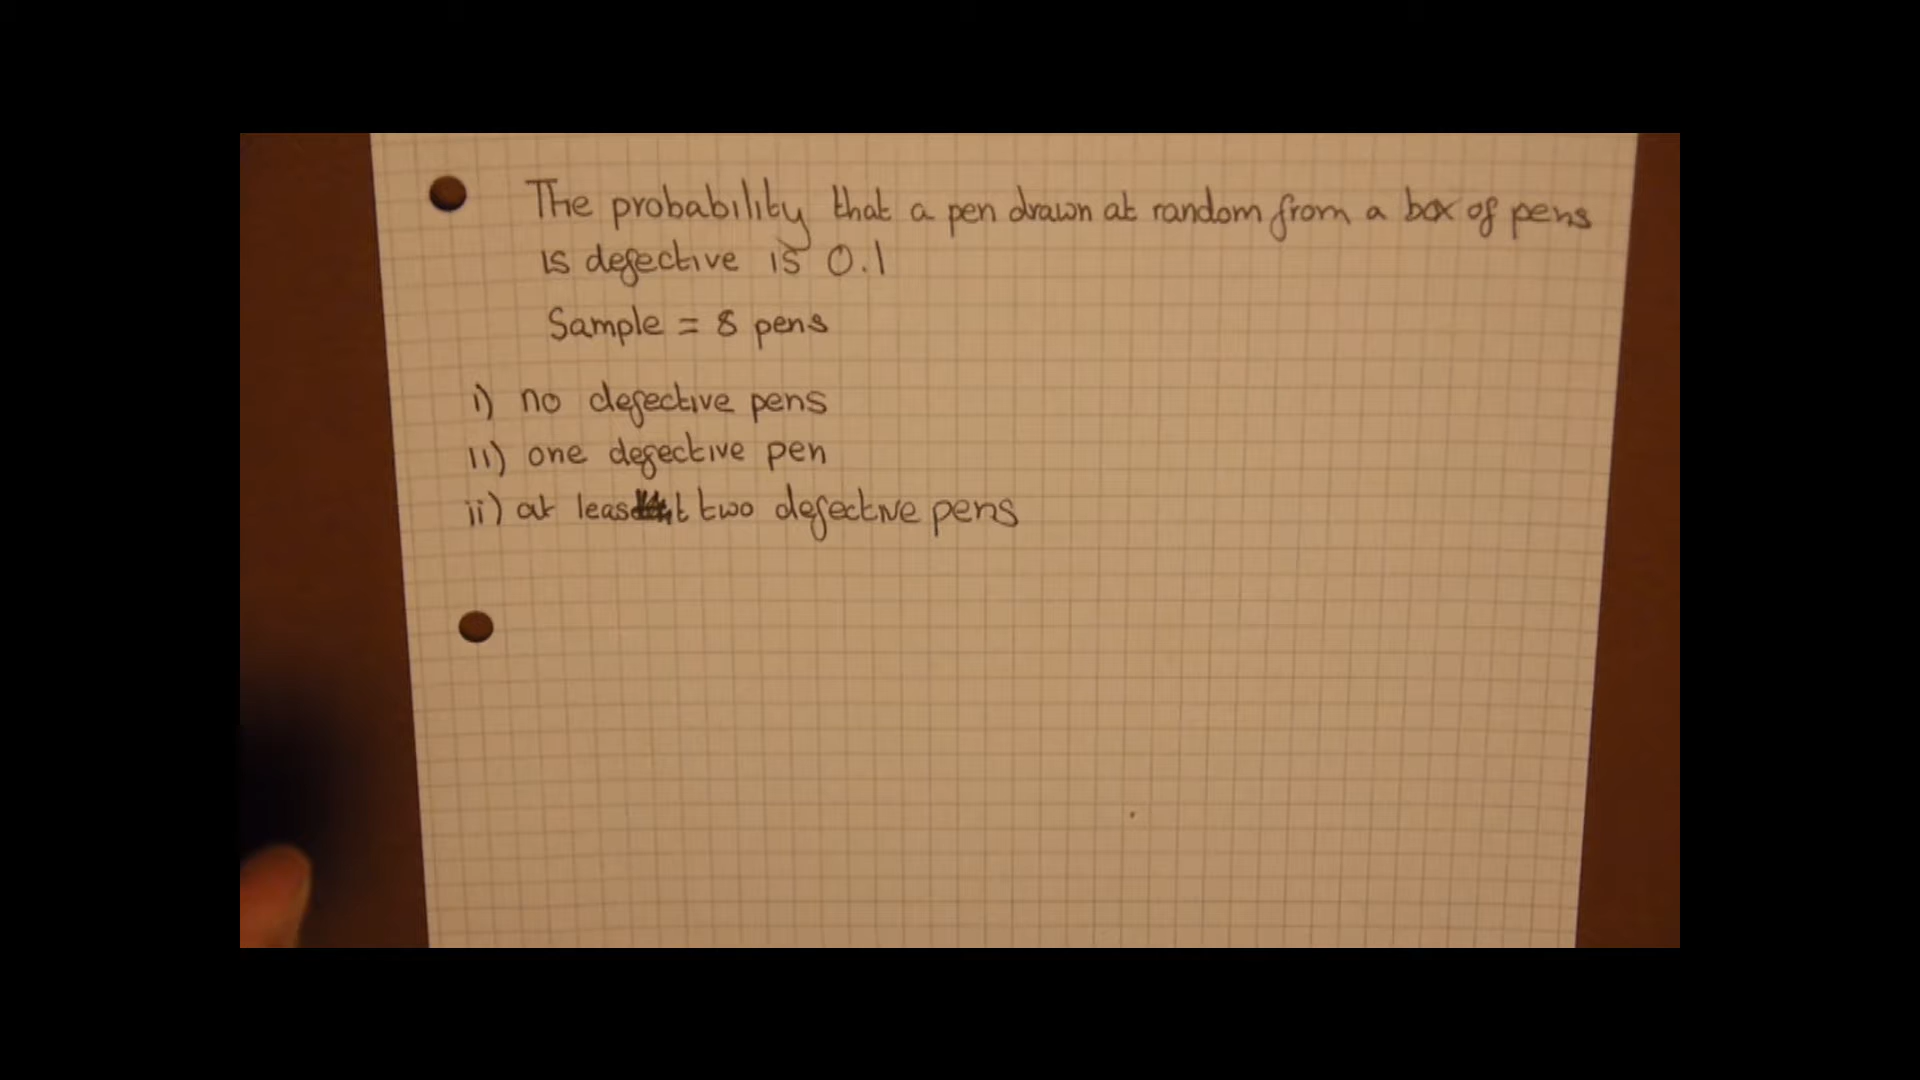 The probability that a pen drawn at random from a box of pens
is defective is 0.1
Sample = 8 pens
i) no defective pens
ii) one defective pen
ii) at least two defective pens